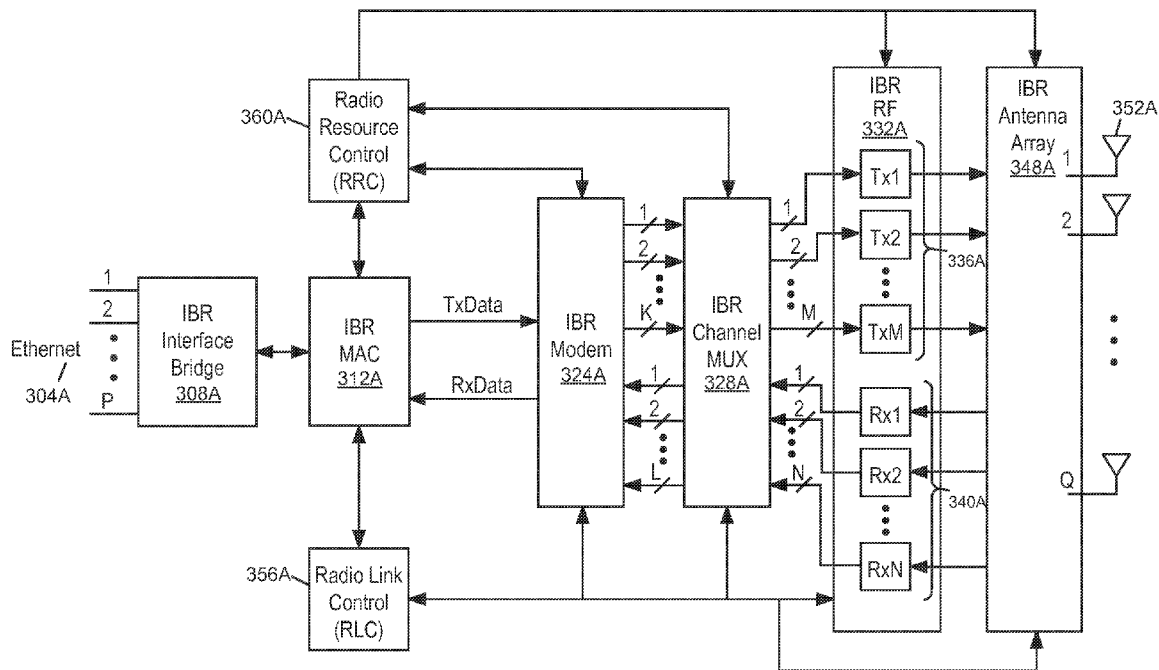 360A
Radio
Resource
Control
(RRC)
IBR
RF
332A
IBR
Antenna
Array
348A
352A
1
2
Q
Tx1
Tx2
TxM
336A
Rx1
Rx2
RxN
340A
1
2
P
Ethernet
304A
IBR
Interface
Bridge
308A
IBR
MAC
312A
TxData
RxData
IBR
Modem
324A
1
2
K
1
2
L
IBR
Channel
MUX
328A
1
2
M
1
2
N
356A
Radio Link
Control
(RLC)